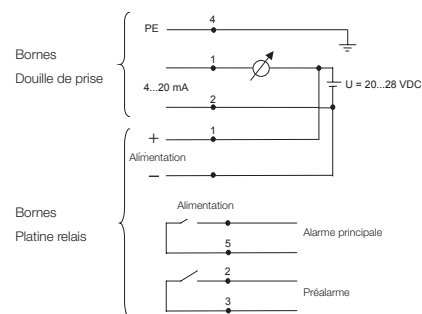 PE
4
Bornes
Douille de prise
1
4...20 mA
U = 20...28 VDC
2
+
1
Alimentation
−
Bornes
Platine relais
Alimentation
Alarme principale
5
2
Préalarme
3